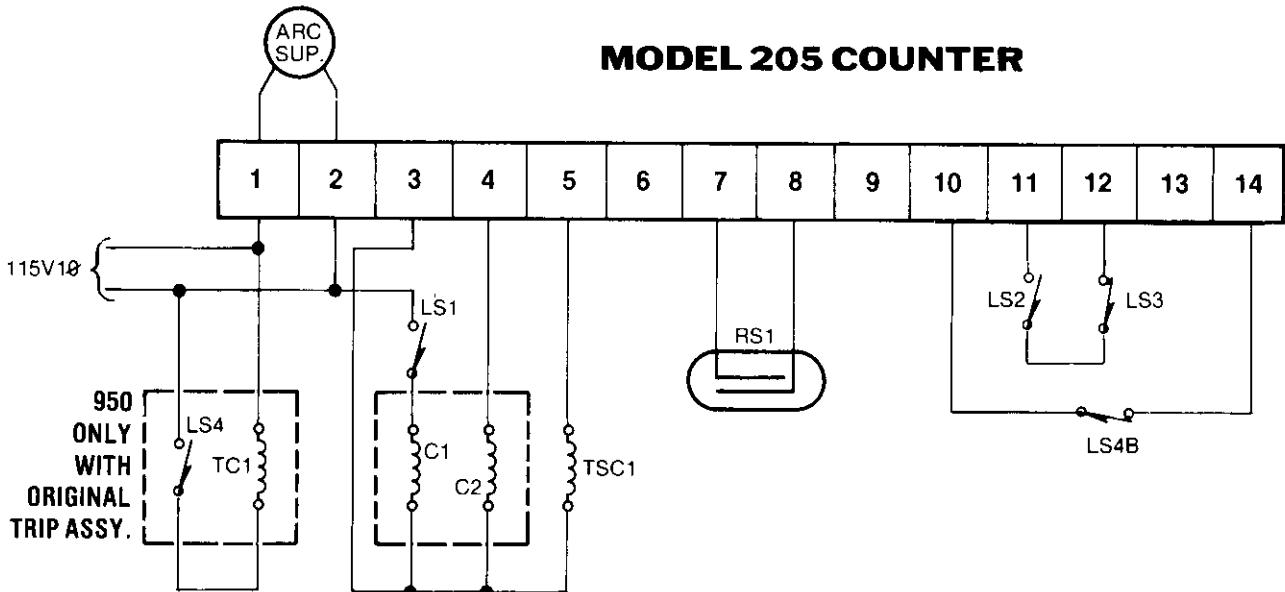 ARC
SUP.
MODEL 205 COUNTER
1 2 3 4 5 6 7 8 9 10 11 12 13 14
115V1ø
LS1
LS2
LS3
RS1
LS4B
950
ONLY
WITH
ORIGINAL
TRIP ASSY.
LS4
TC1
C1
C2
TSC1